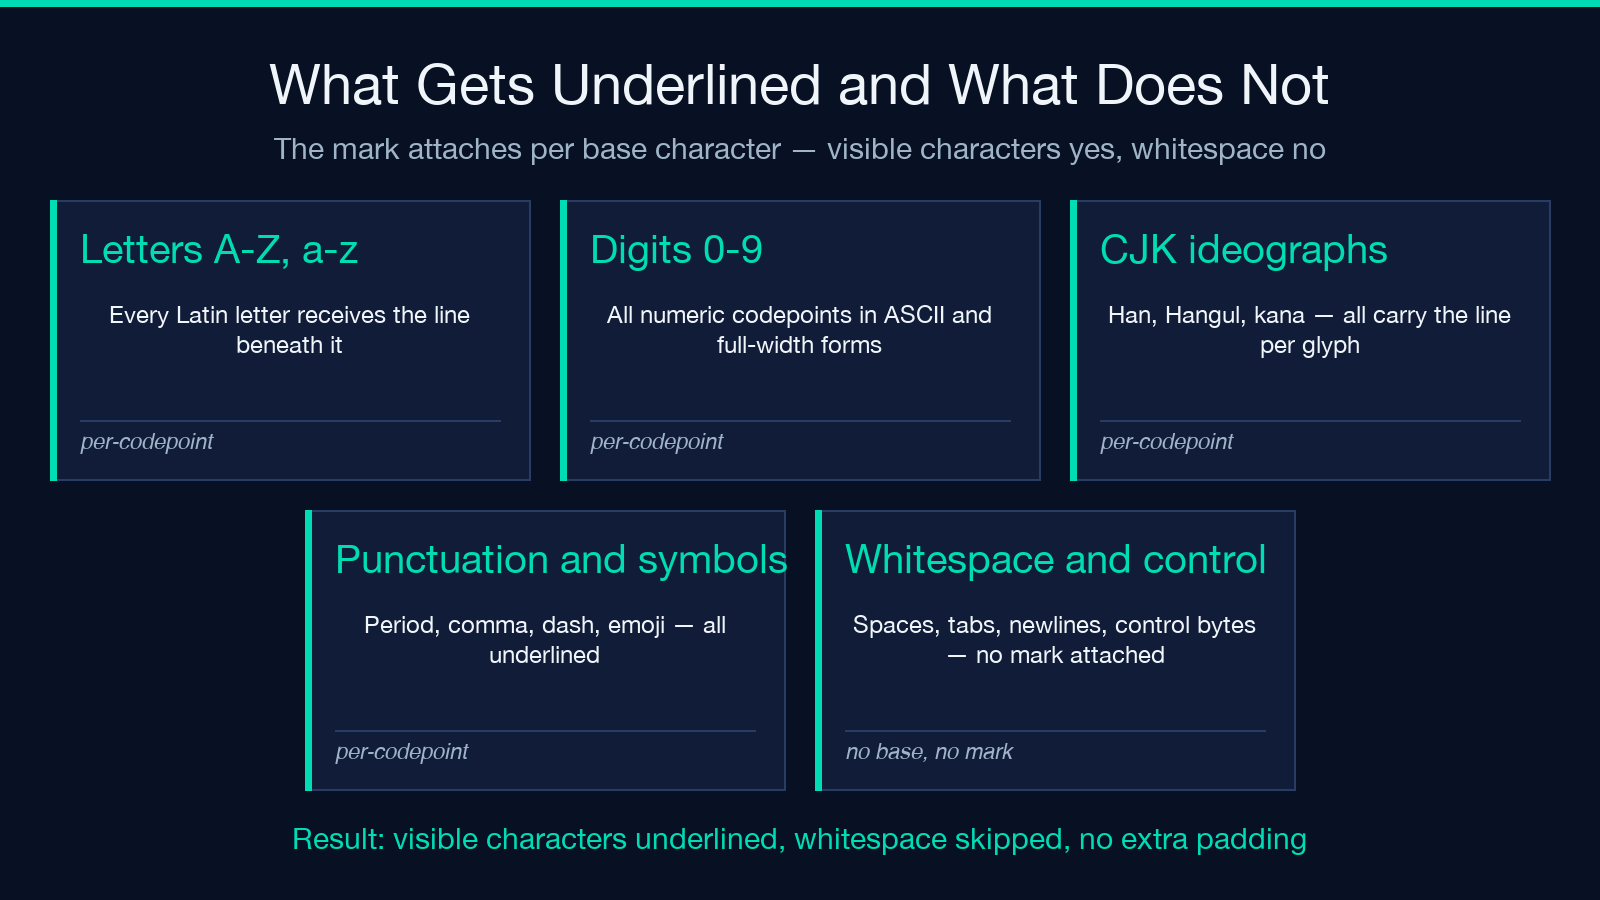 What Gets Underlined and What Does Not
The mark attaches per base character — visible characters yes, whitespace no
Letters A-Z, a-z
Every Latin letter receives the line
beneath it
per-codepoint
Digits 0-9
All numeric codepoints in ASCII and
full-width forms
per-codepoint
CJK ideographs
Han, Hangul, kana — all carry the line
per glyph
per-codepoint
Punctuation and symbols
Period, comma, dash, emoji — all
underlined
per-codepoint
Whitespace and control
Spaces, tabs, newlines, control bytes
— no mark attached
no base, no mark
Result: visible characters underlined, whitespace skipped, no extra padding